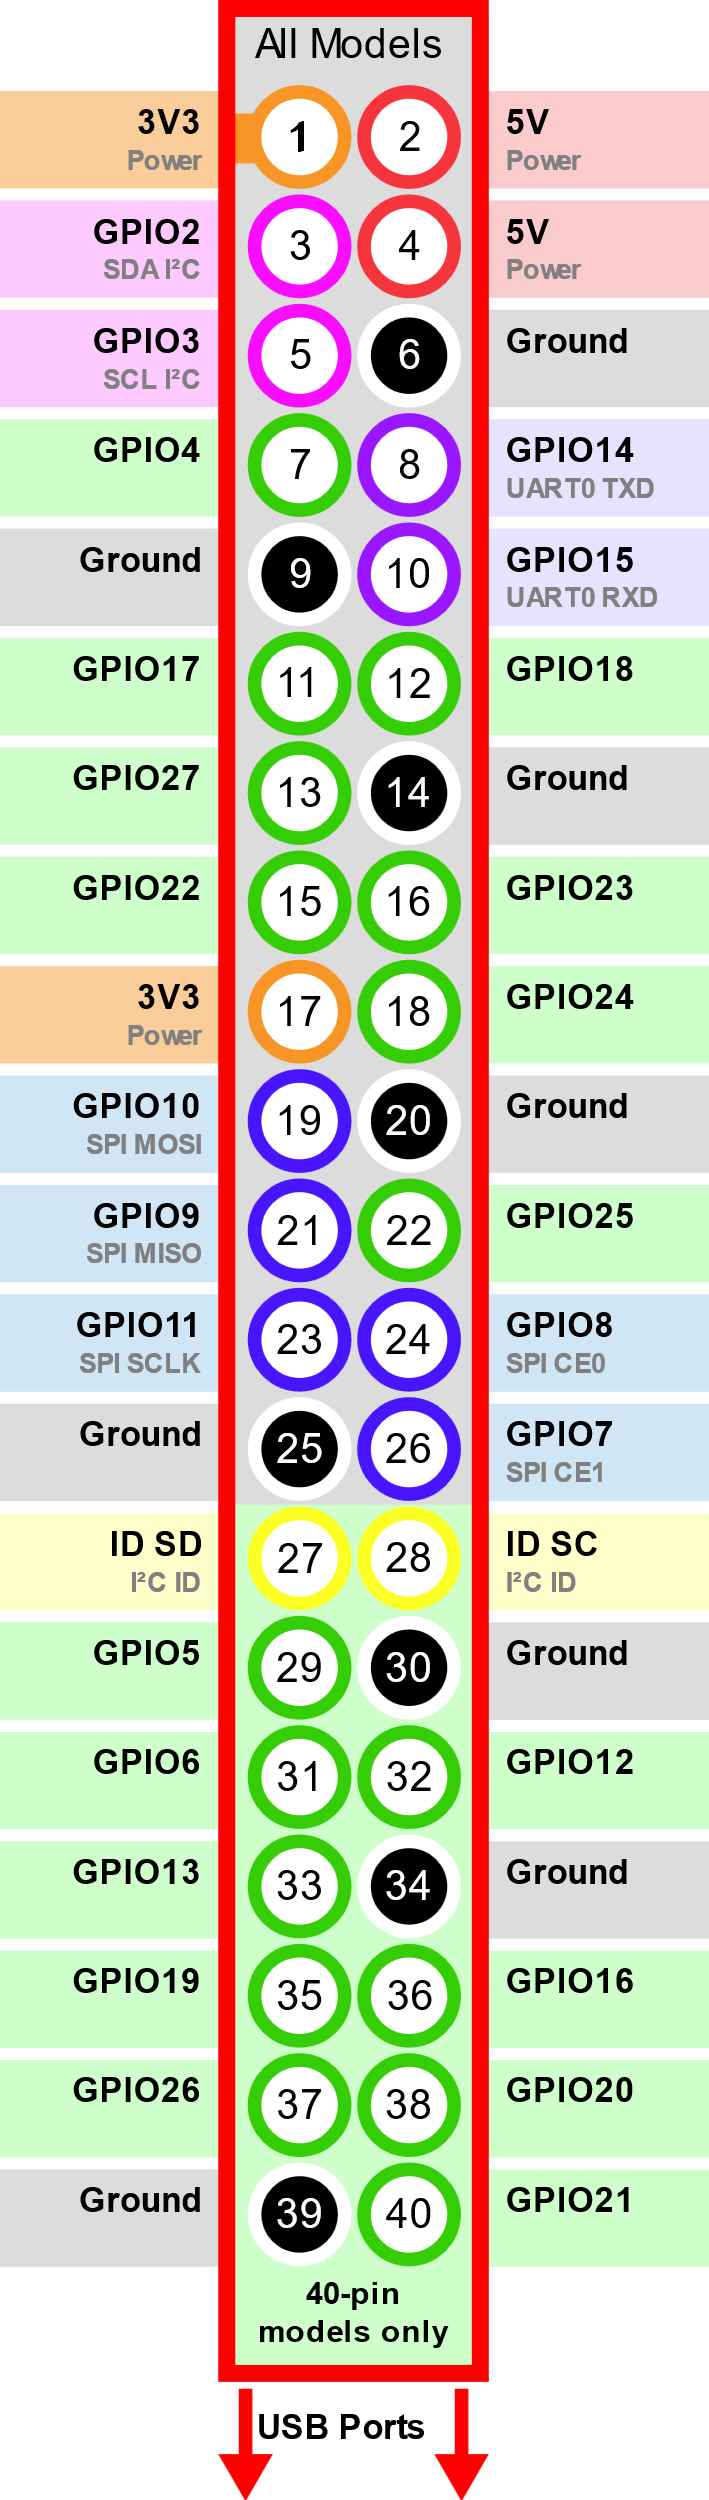 All Models
3V3 1 2 5V
Power Power
GPIO2 3 4 5V
SDA I²C Power
GPIO3 5 6 Ground
SCL I²C
GPIO4 7 8 GPIO14
UART0 TXD
Ground 9 10 GPIO15
UART0 RXD
GPIO17 11 12 GPIO18
GPIO27 13 14 Ground
GPIO22 15 16 GPIO23
3V3 17 18 GPIO24
Power
GPIO10 19 20 Ground
SPI MOSI
GPIO9 21 22 GPIO25
SPI MISO
GPIO11 23 24 GPIO8
SPI SCLK SPI CE0
Ground 25 26 GPIO7
SPI CE1
ID SD 27 28 ID SC
I²C ID I²C ID
GPIO5 29 30 Ground
GPIO6 31 32 GPIO12
GPIO13 33 34 Ground
GPIO19 35 36 GPIO16
GPIO26 37 38 GPIO20
Ground 39 40 GPIO21
40-pin
models only
USB Ports